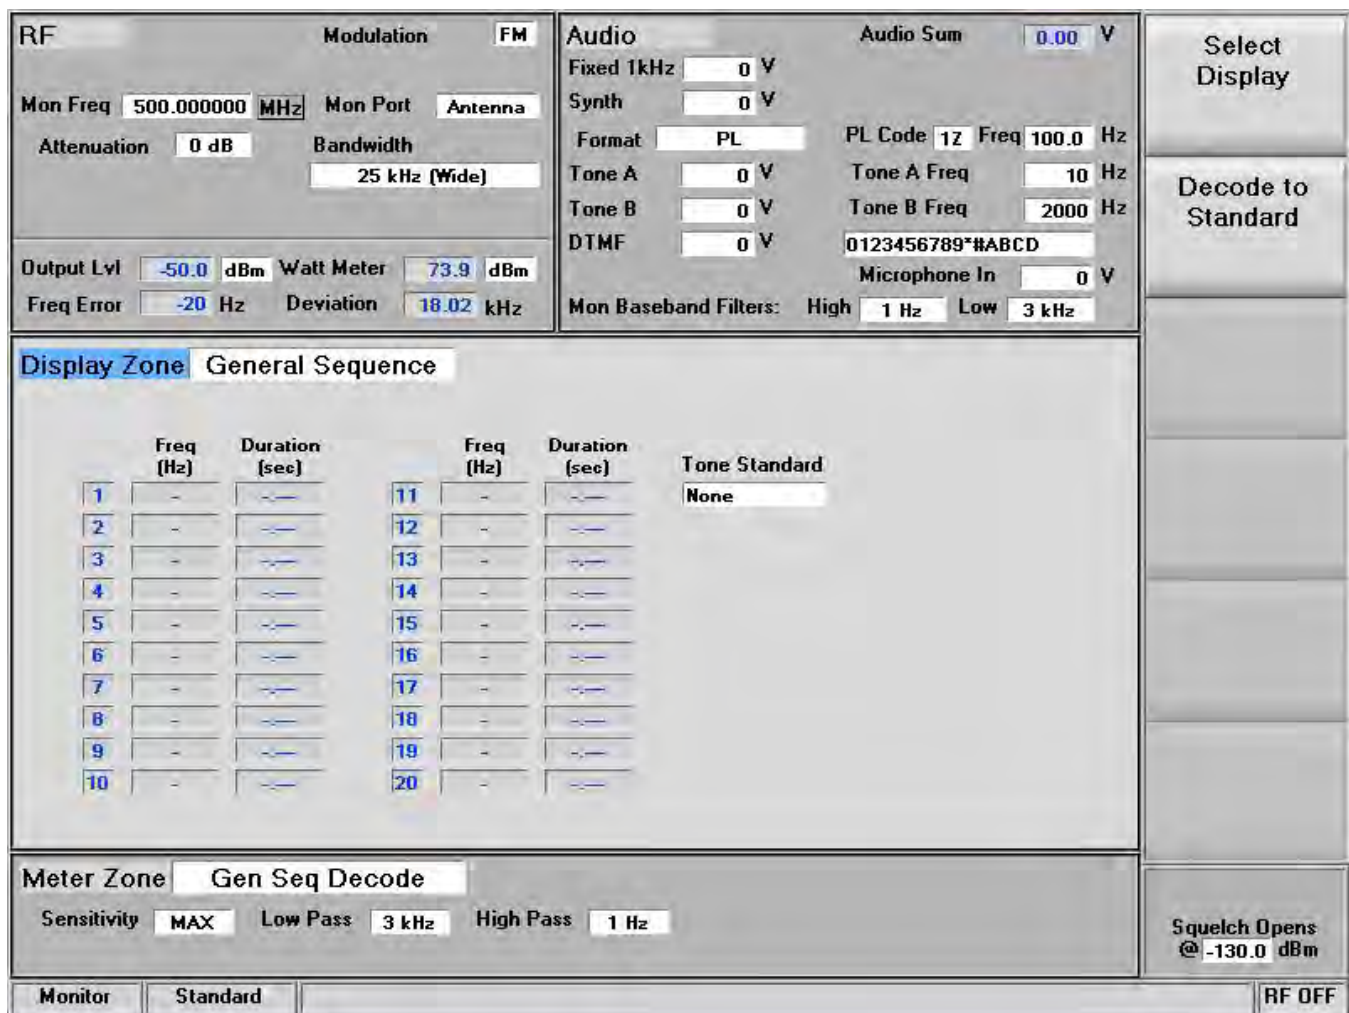 RF
Modulation FM
Mon Freq 500.000000 MHz Mon Port Antenna
Attenuation 0 dB Bandwidth
25 kHz (Wide)
Output Lvl -50.0 dBm Watt Meter 73.9 dBm
Freq Error -20 Hz Deviation 18.02 kHz
Audio Audio Sum 0.00 V
Fixed 1kHz 0 V
Synth 0 V
Format PL PL Code 1Z Freq 100.0 Hz
Tone A 0 V Tone A Freq 10 Hz
Tone B 0 V Tone B Freq 2000 Hz
DTMF 0 V 0123456789*#ABCD
Microphone In 0 V
Mon Baseband Filters: High 1 Hz Low 3 kHz
Select
Display
Decode to
Standard
Display Zone General Sequence
Freq Duration Freq Duration
(Hz) (sec) (Hz) (sec) Tone Standard
1 - -.— 11 - -.— None
2 - -.— 12 - -.—
3 - -.— 13 - -.—
4 - -.— 14 - -.—
5 - -.— 15 - -.—
6 - -.— 16 - -.—
7 - -.— 17 - -.—
8 - -.— 18 - -.—
9 - -.— 19 - -.—
10 - -.— 20 - -.—
Meter Zone Gen Seq Decode
Sensitivity MAX Low Pass 3 kHz High Pass 1 Hz
Squelch Opens
@ -130.0 dBm
Monitor Standard RF OFF